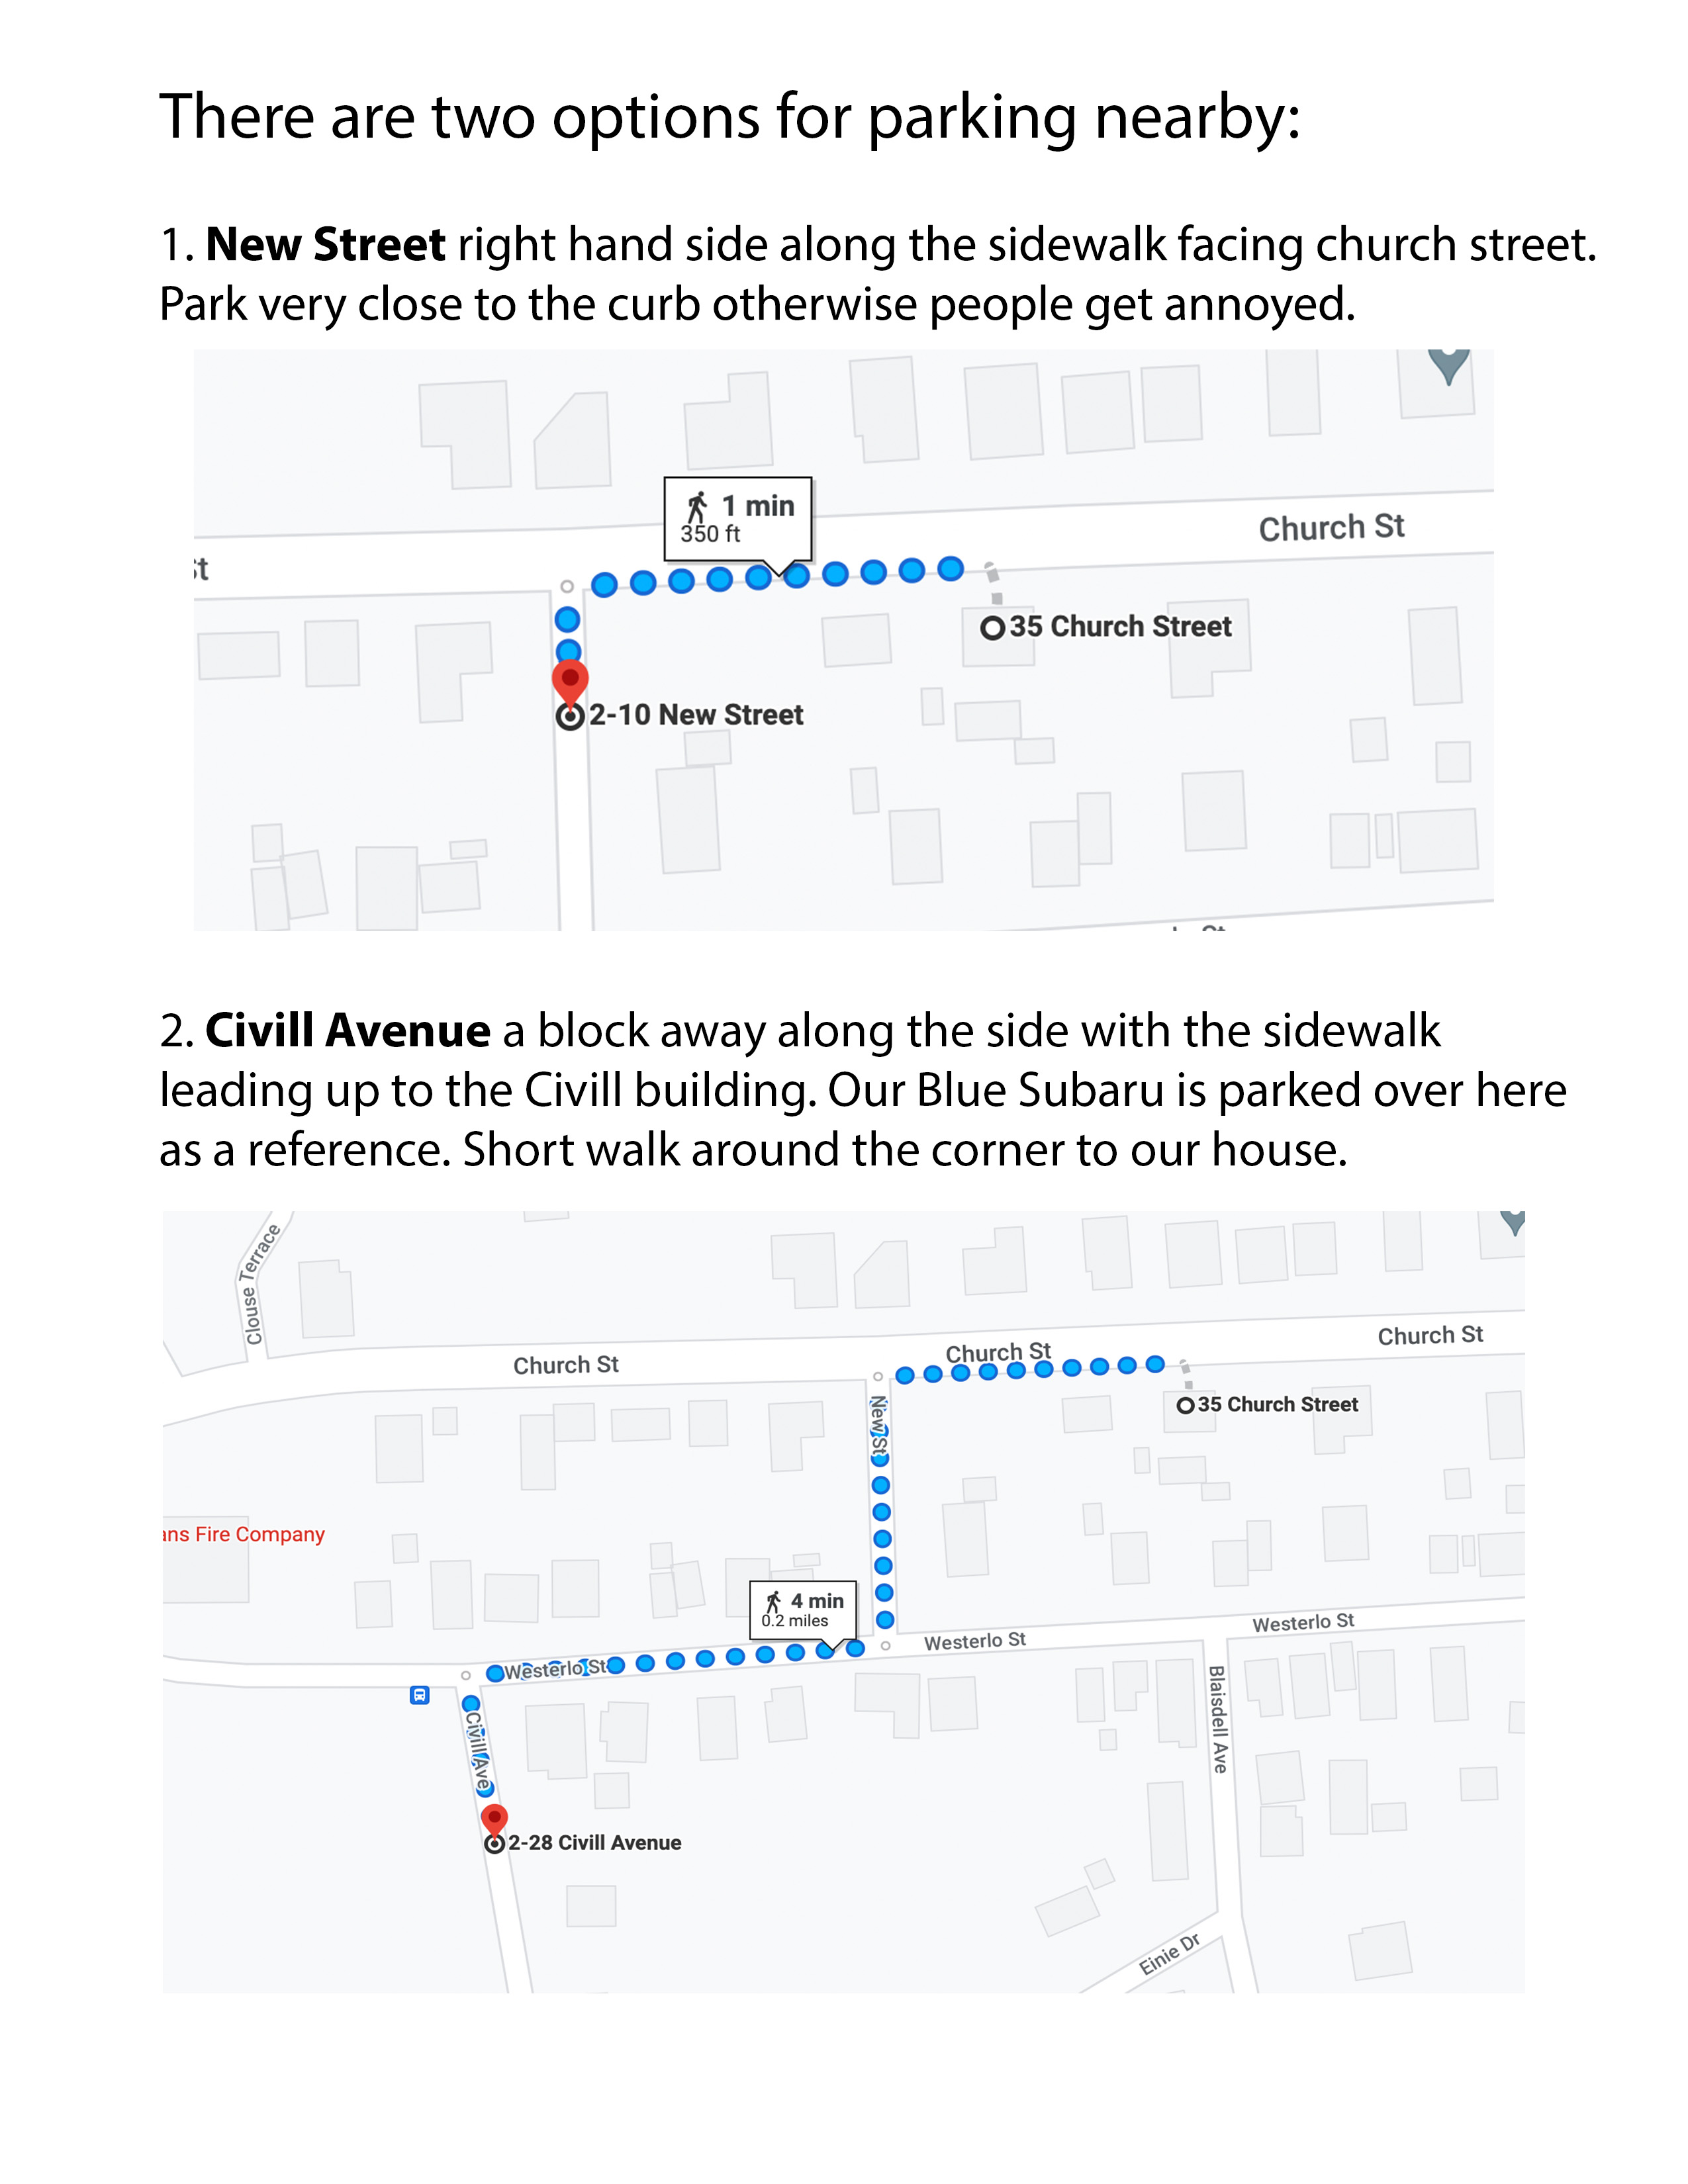 There are two options for parking nearby:
1. New Street right hand side along the sidewalk facing church street.
Park very close to the curb otherwise people get annoyed.
1 min
350 ft
Church St
St
35 Church Street
2-10 New Street
2. Civill Avenue a block away along the side with the sidewalk
leading up to the Civill building. Our Blue Subaru is parked over here
as a reference. Short walk around the corner to our house.
Clouse Terrace
Church St
Church St
Church St
New St
35 Church Street
ans Fire Company
4 min
0.2 miles
Westerlo St
Westerlo St
Westerlo St
Civill Ave
Blaisdell Ave
2-28 Civill Avenue
Einie Dr